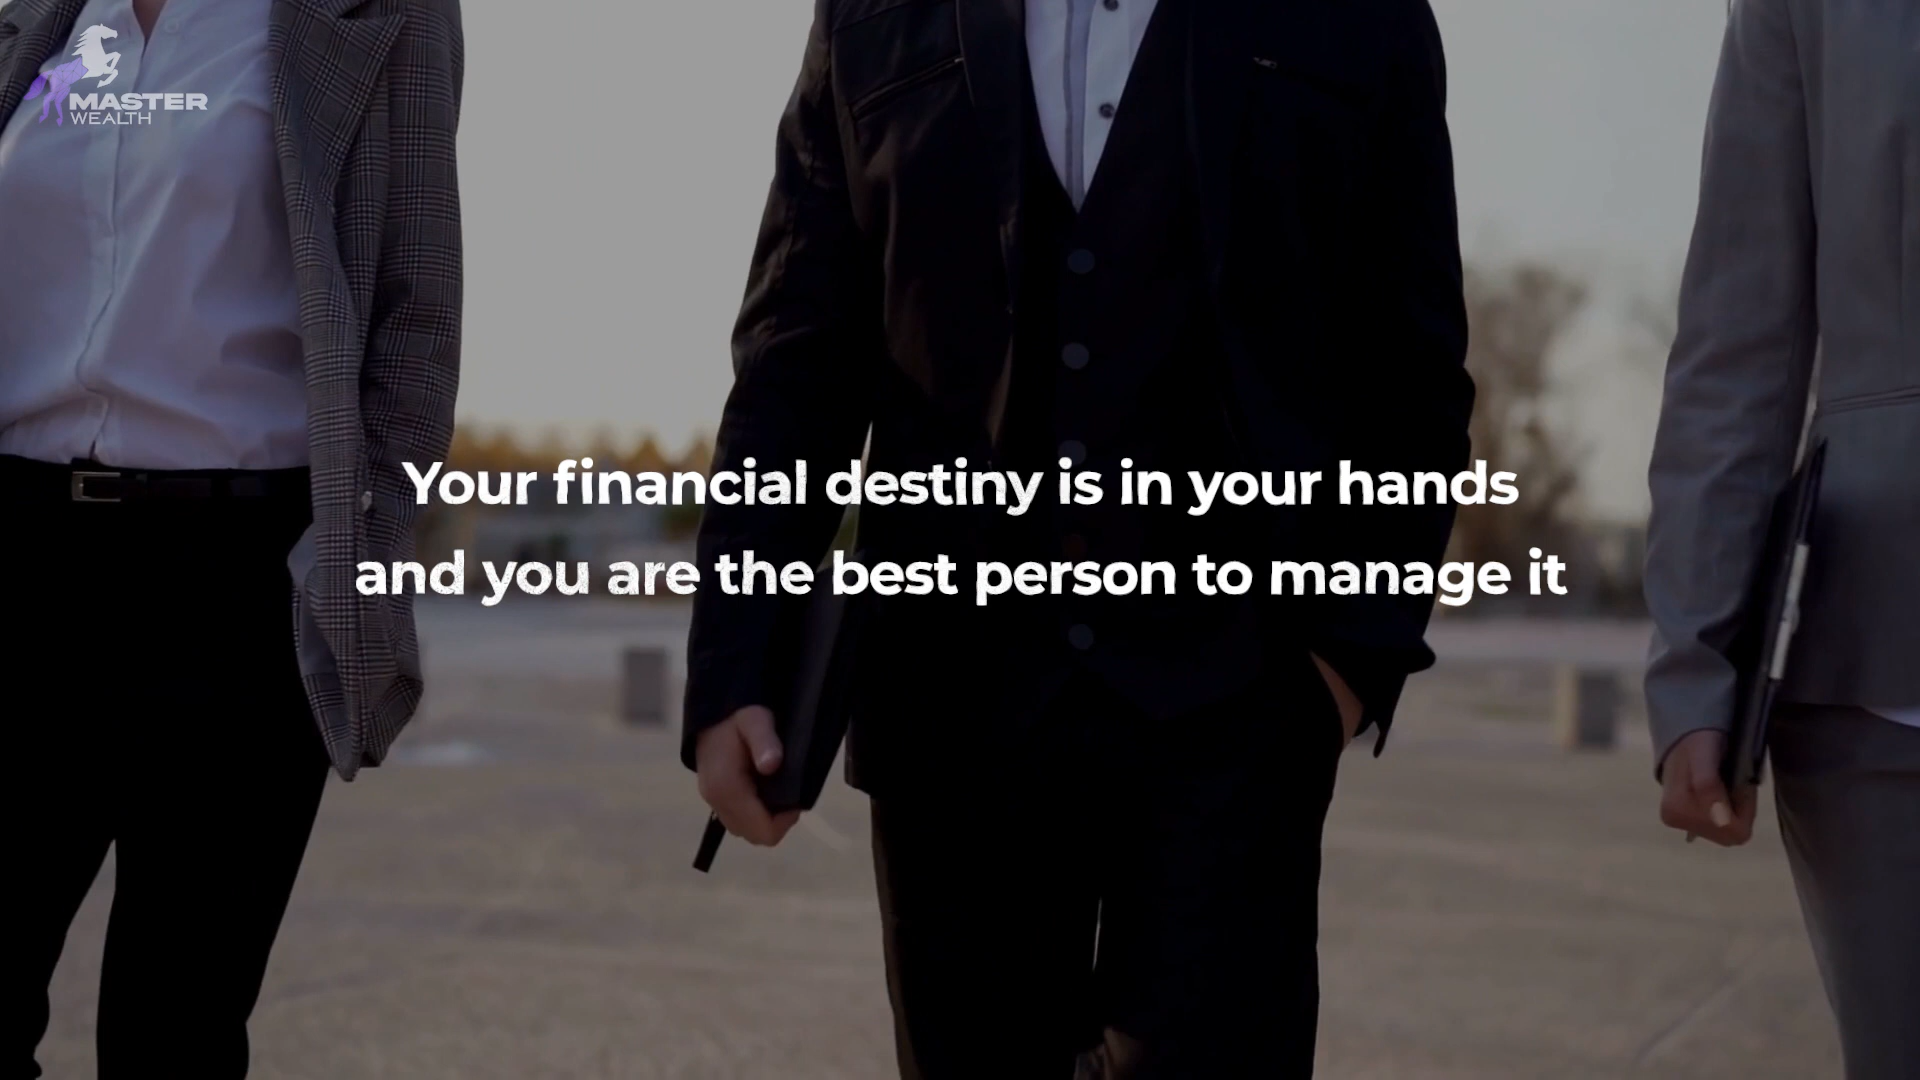 MASTER
WEALTH
Your financial destiny is in your hands
and you are the best person to manage it